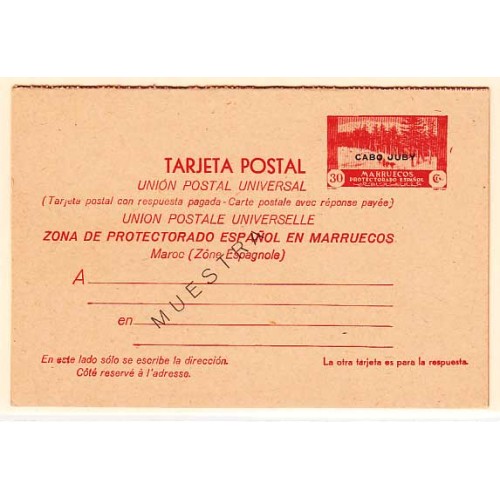 CABO JUBY
MARRUECOS
PROTECTORADO ESPAÑOL
30 Cs.
TARJETA POSTAL
UNIÓN POSTAL UNIVERSAL
(Tarjeta postal con respuesta pagada-Carte postale avec réponse payée)
UNION POSTALE UNIVERSELLE
ZONA DE PROTECTORADO ESPAÑOL EN MARRUECOS
Maroc (Zône Espagnole)
MUESTRA
A
en
En este lado sólo se escribe la dirección.
Côté reservé à l'adresse.
La otra tarjeta es para la respuesta.